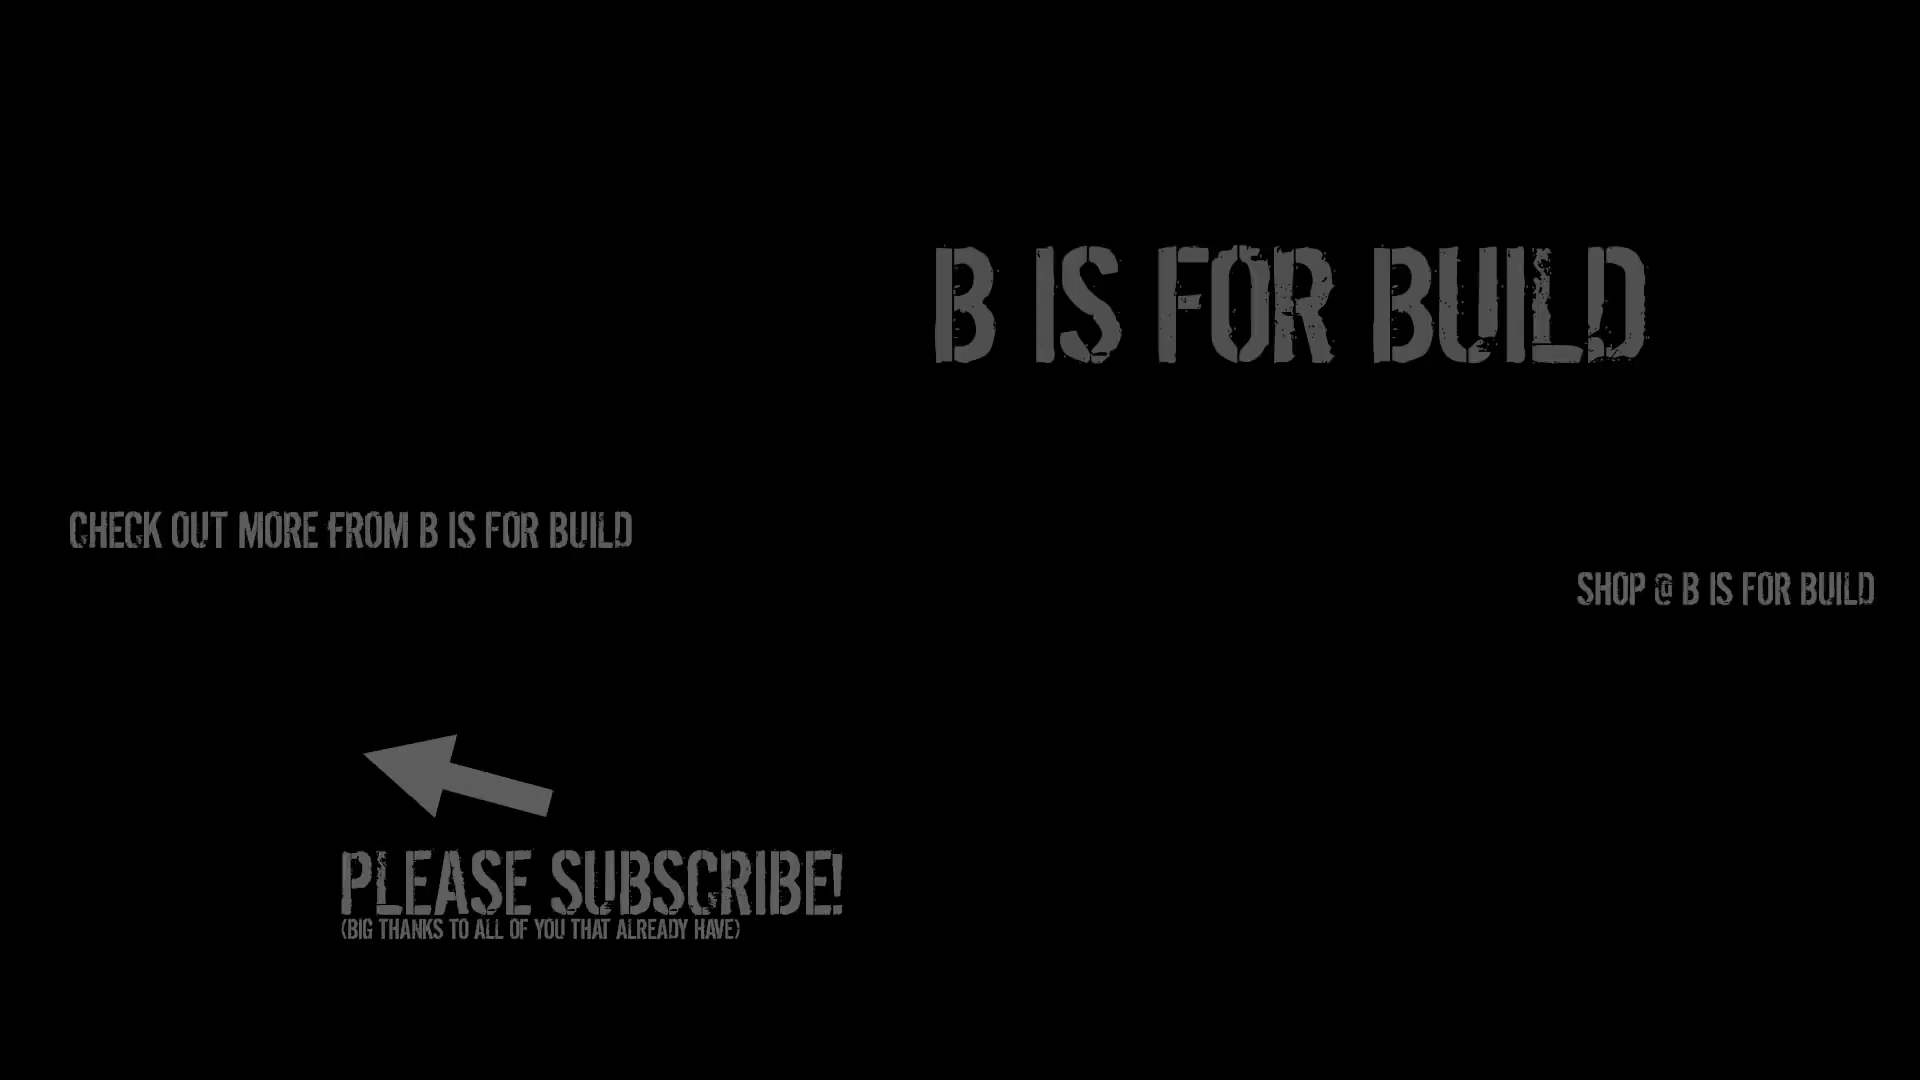 B IS FOR BUILD
CHECK OUT MORE FROM B IS FOR BUILD
SHOP @ B IS FOR BUILD
PLEASE SUBSCRIBE!
(BIG THANKS TO ALL OF YOU THAT ALREADY HAVE)